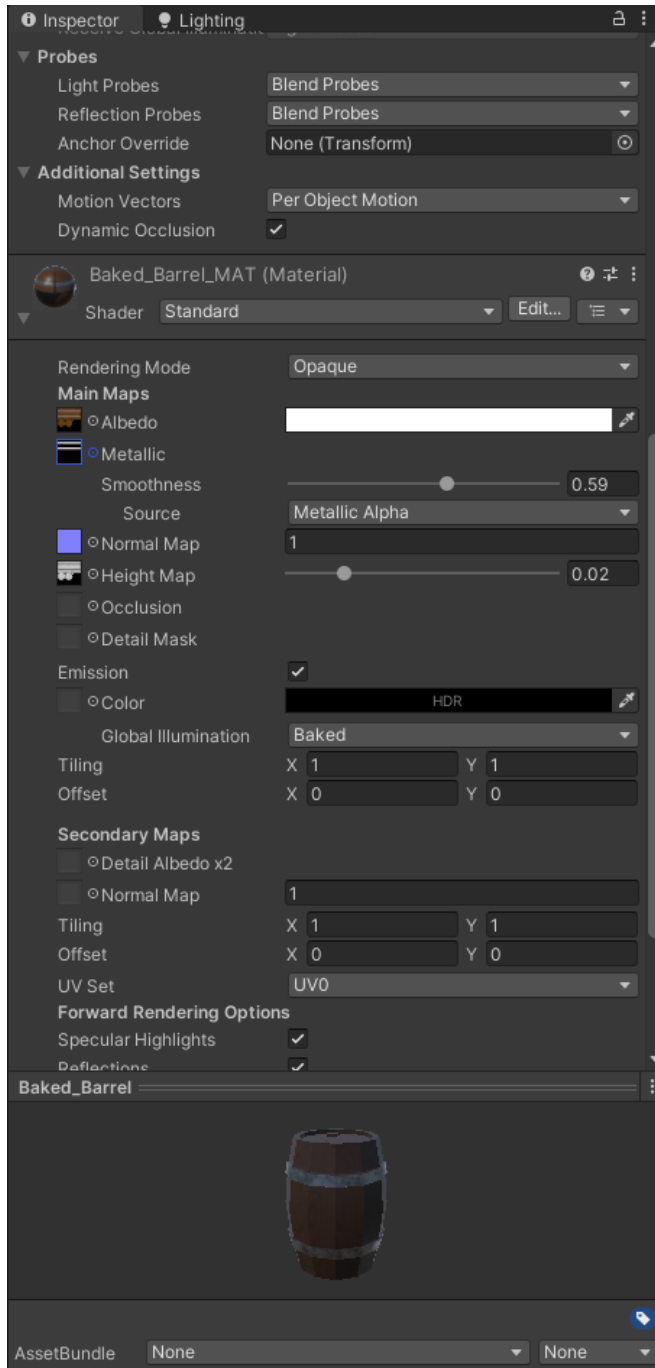 Inspector Lighting
Probes
Light Probes Blend Probes
Reflection Probes Blend Probes
Anchor Override None (Transform)
Additional Settings
Motion Vectors Per Object Motion
Dynamic Occlusion
Baked_Barrel_MAT (Material)
Shader Standard Edit...
Rendering Mode Opaque
Main Maps
Albedo
Metallic
Smoothness 0.59
Source Metallic Alpha
Normal Map 1
Height Map 0.02
Occlusion
Detail Mask
Emission
Color HDR
Global Illumination Baked
Tiling X 1 Y 1
Offset X 0 Y 0
Secondary Maps
Detail Albedo x2
Normal Map 1
Tiling X 1 Y 1
Offset X 0 Y 0
UV Set UV0
Forward Rendering Options
Specular Highlights
Reflections
Baked_Barrel
AssetBundle None None